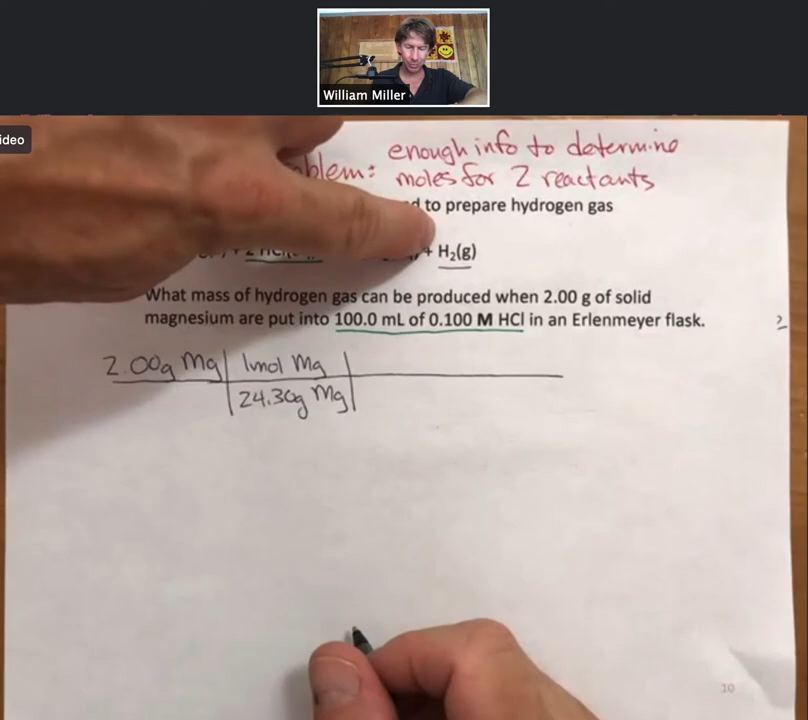 William Miller
ideo
enough info to determine
blem: moles for 2 reactants
d to prepare hydrogen gas
+ 2 HCl + H₂(g)
What mass of hydrogen gas can be produced when 2.00 g of solid
magnesium are put into 100.0 mL of 0.100 M HCl in an Erlenmeyer flask.
2.00g Mg 1mol Mg
24.30g Mg
10